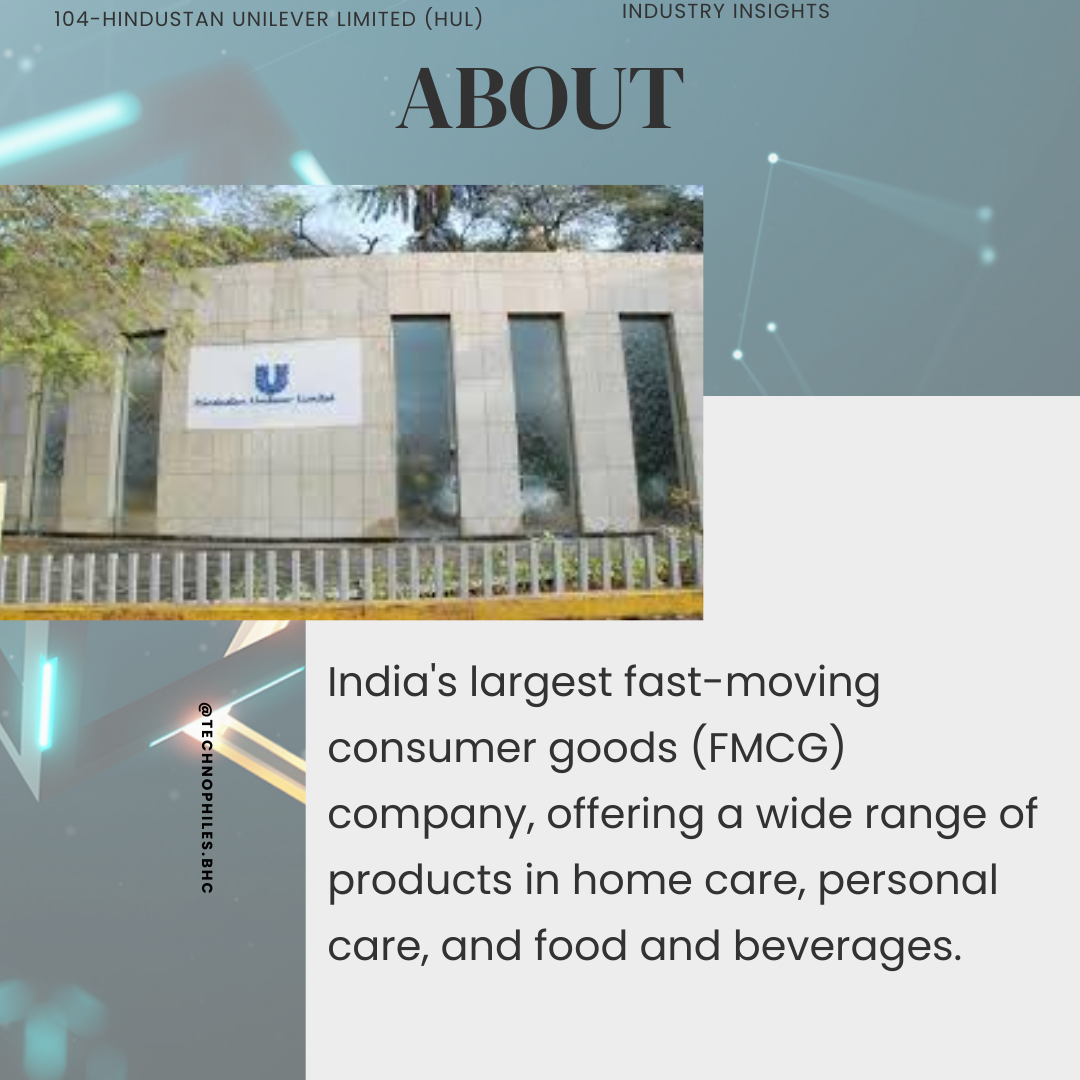 104-HINDUSTAN UNILEVER LIMITED (HUL)
INDUSTRY INSIGHTS
ABOUT
Hindustan Unilever Limited
India's largest fast-moving
consumer goods (FMCG)
company, offering a wide range of
products in home care, personal
care, and food and beverages.
@TECHNOPHILES.BHC